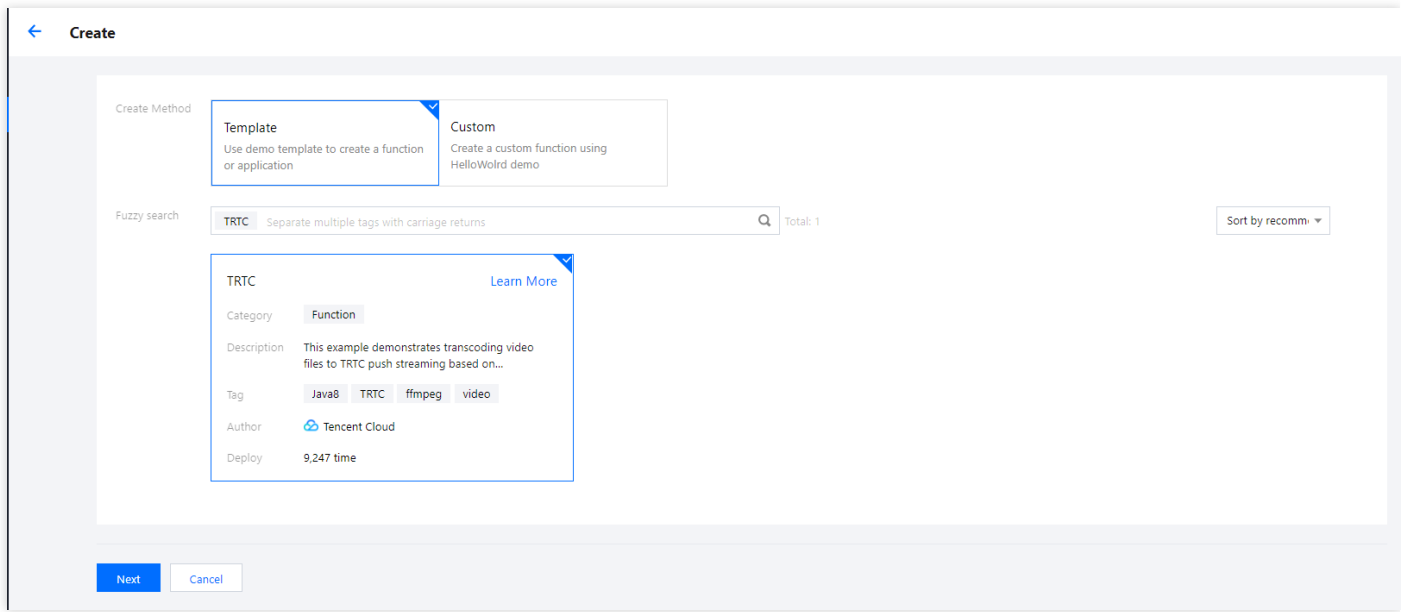 Create
Create Method
Template
Use demo template to create a function
or application
Custom
Create a custom function using
HelloWolrd demo
Fuzzy search
TRTC Separate multiple tags with carriage returns
Total: 1
Sort by recomm
TRTC
Learn More
Category Function
Description This example demonstrates transcoding video
files to TRTC push streaming based on...
Tag Java8 TRTC ffmpeg video
Author Tencent Cloud
Deploy 9,247 time
Next Cancel